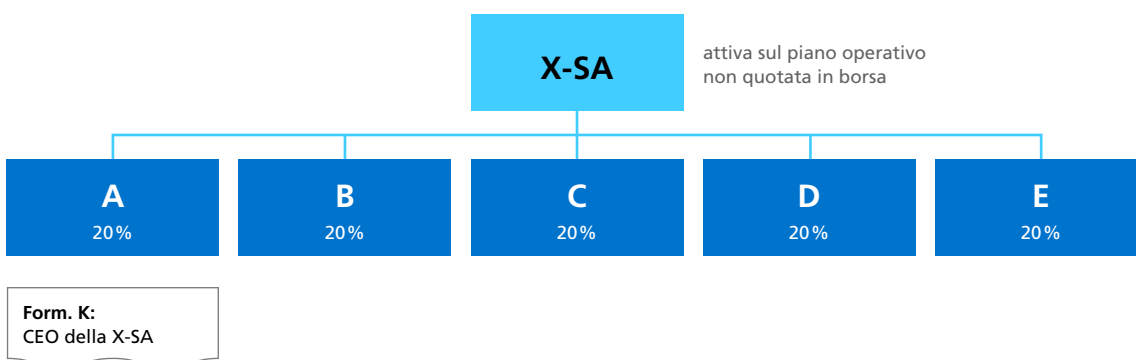 X-SA
attiva sul piano operativo
non quotata in borsa
A
20%
B
20%
C
20%
D
20%
E
20%
Form. K:
CEO della X-SA